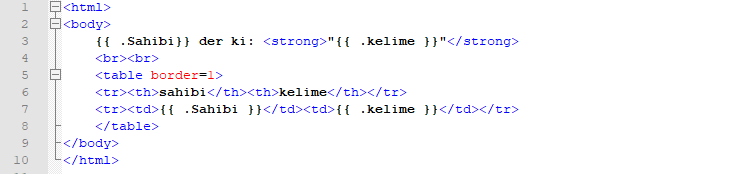 1 <html>
2 <body>
3 {{ .Sahibi}} der ki: <strong>"{{ .kelime }}"</strong>
4 <br><br>
5 <table border=1>
6 <tr><th>sahibi</th><th>kelime</th></tr>
7 <tr><td>{{ .Sahibi }}</td><td>{{ .kelime }}</td></tr>
8 </table>
9 </body>
10 </html>